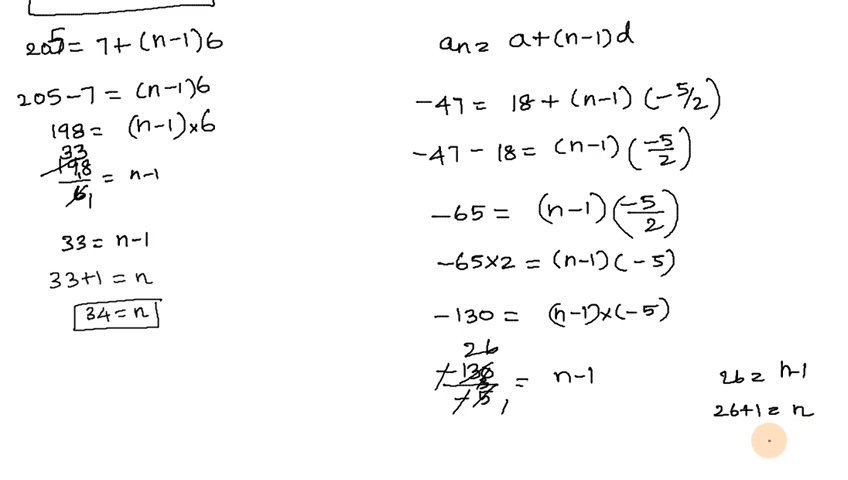 205 = 7 + (n-1)6
205 - 7 = (n-1)6
198 = (n-1)×6
33
198/6 1 = n-1
33 = n-1
33+1 = n
34 = n
an = a + (n-1)d
-47 = 18 + (n-1)(-5/2)
-47 - 18 = (n-1)(-5/2)
-65 = (n-1)(-5/2)
-65×2 = (n-1)(-5)
-130 = (n-1)×(-5)
26
-130/-5 1 = n-1
26 = n-1
26+1 = n